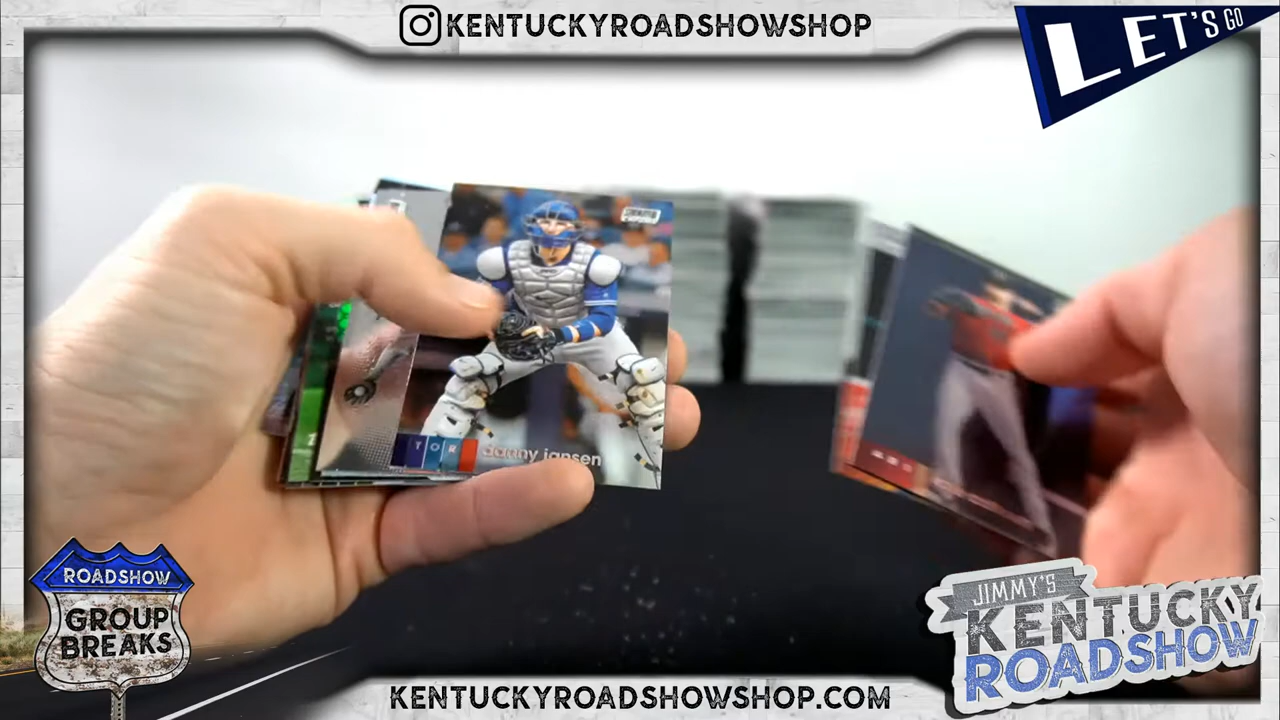 KENTUCKYROADSHOWSHOP
LET'S GO
TOR danny jansen
ROADSHOW
GROUP
BREAKS
JIMMY'S
KENTUCKY
ROADSHOW
KENTUCKYROADSHOWSHOP.COM